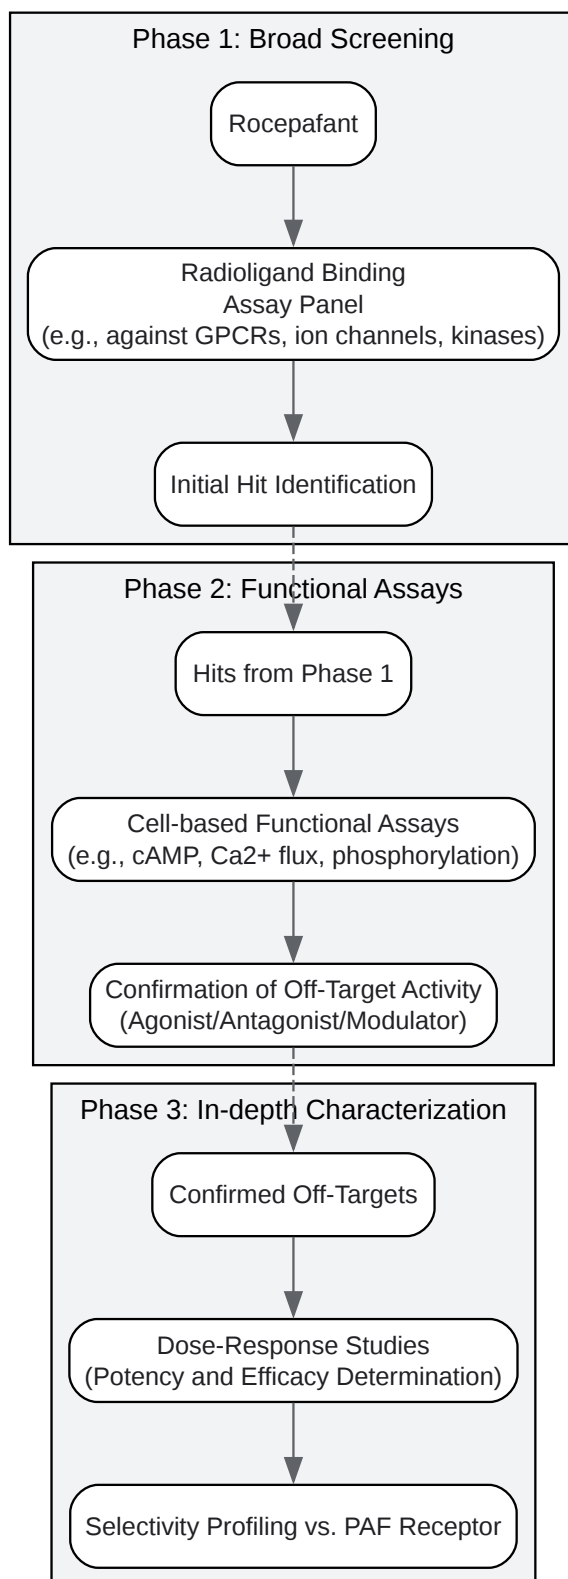 Phase 1: Broad Screening
Rocepafant
Radioligand Binding
Assay Panel
(e.g., against GPCRs, ion channels, kinases)
Initial Hit Identification
Phase 2: Functional Assays
Hits from Phase 1
Cell-based Functional Assays
(e.g., cAMP, Ca2+ flux, phosphorylation)
Confirmation of Off-Target Activity
(Agonist/Antagonist/Modulator)
Phase 3: In-depth Characterization
Confirmed Off-Targets
Dose-Response Studies
(Potency and Efficacy Determination)
Selectivity Profiling vs. PAF Receptor